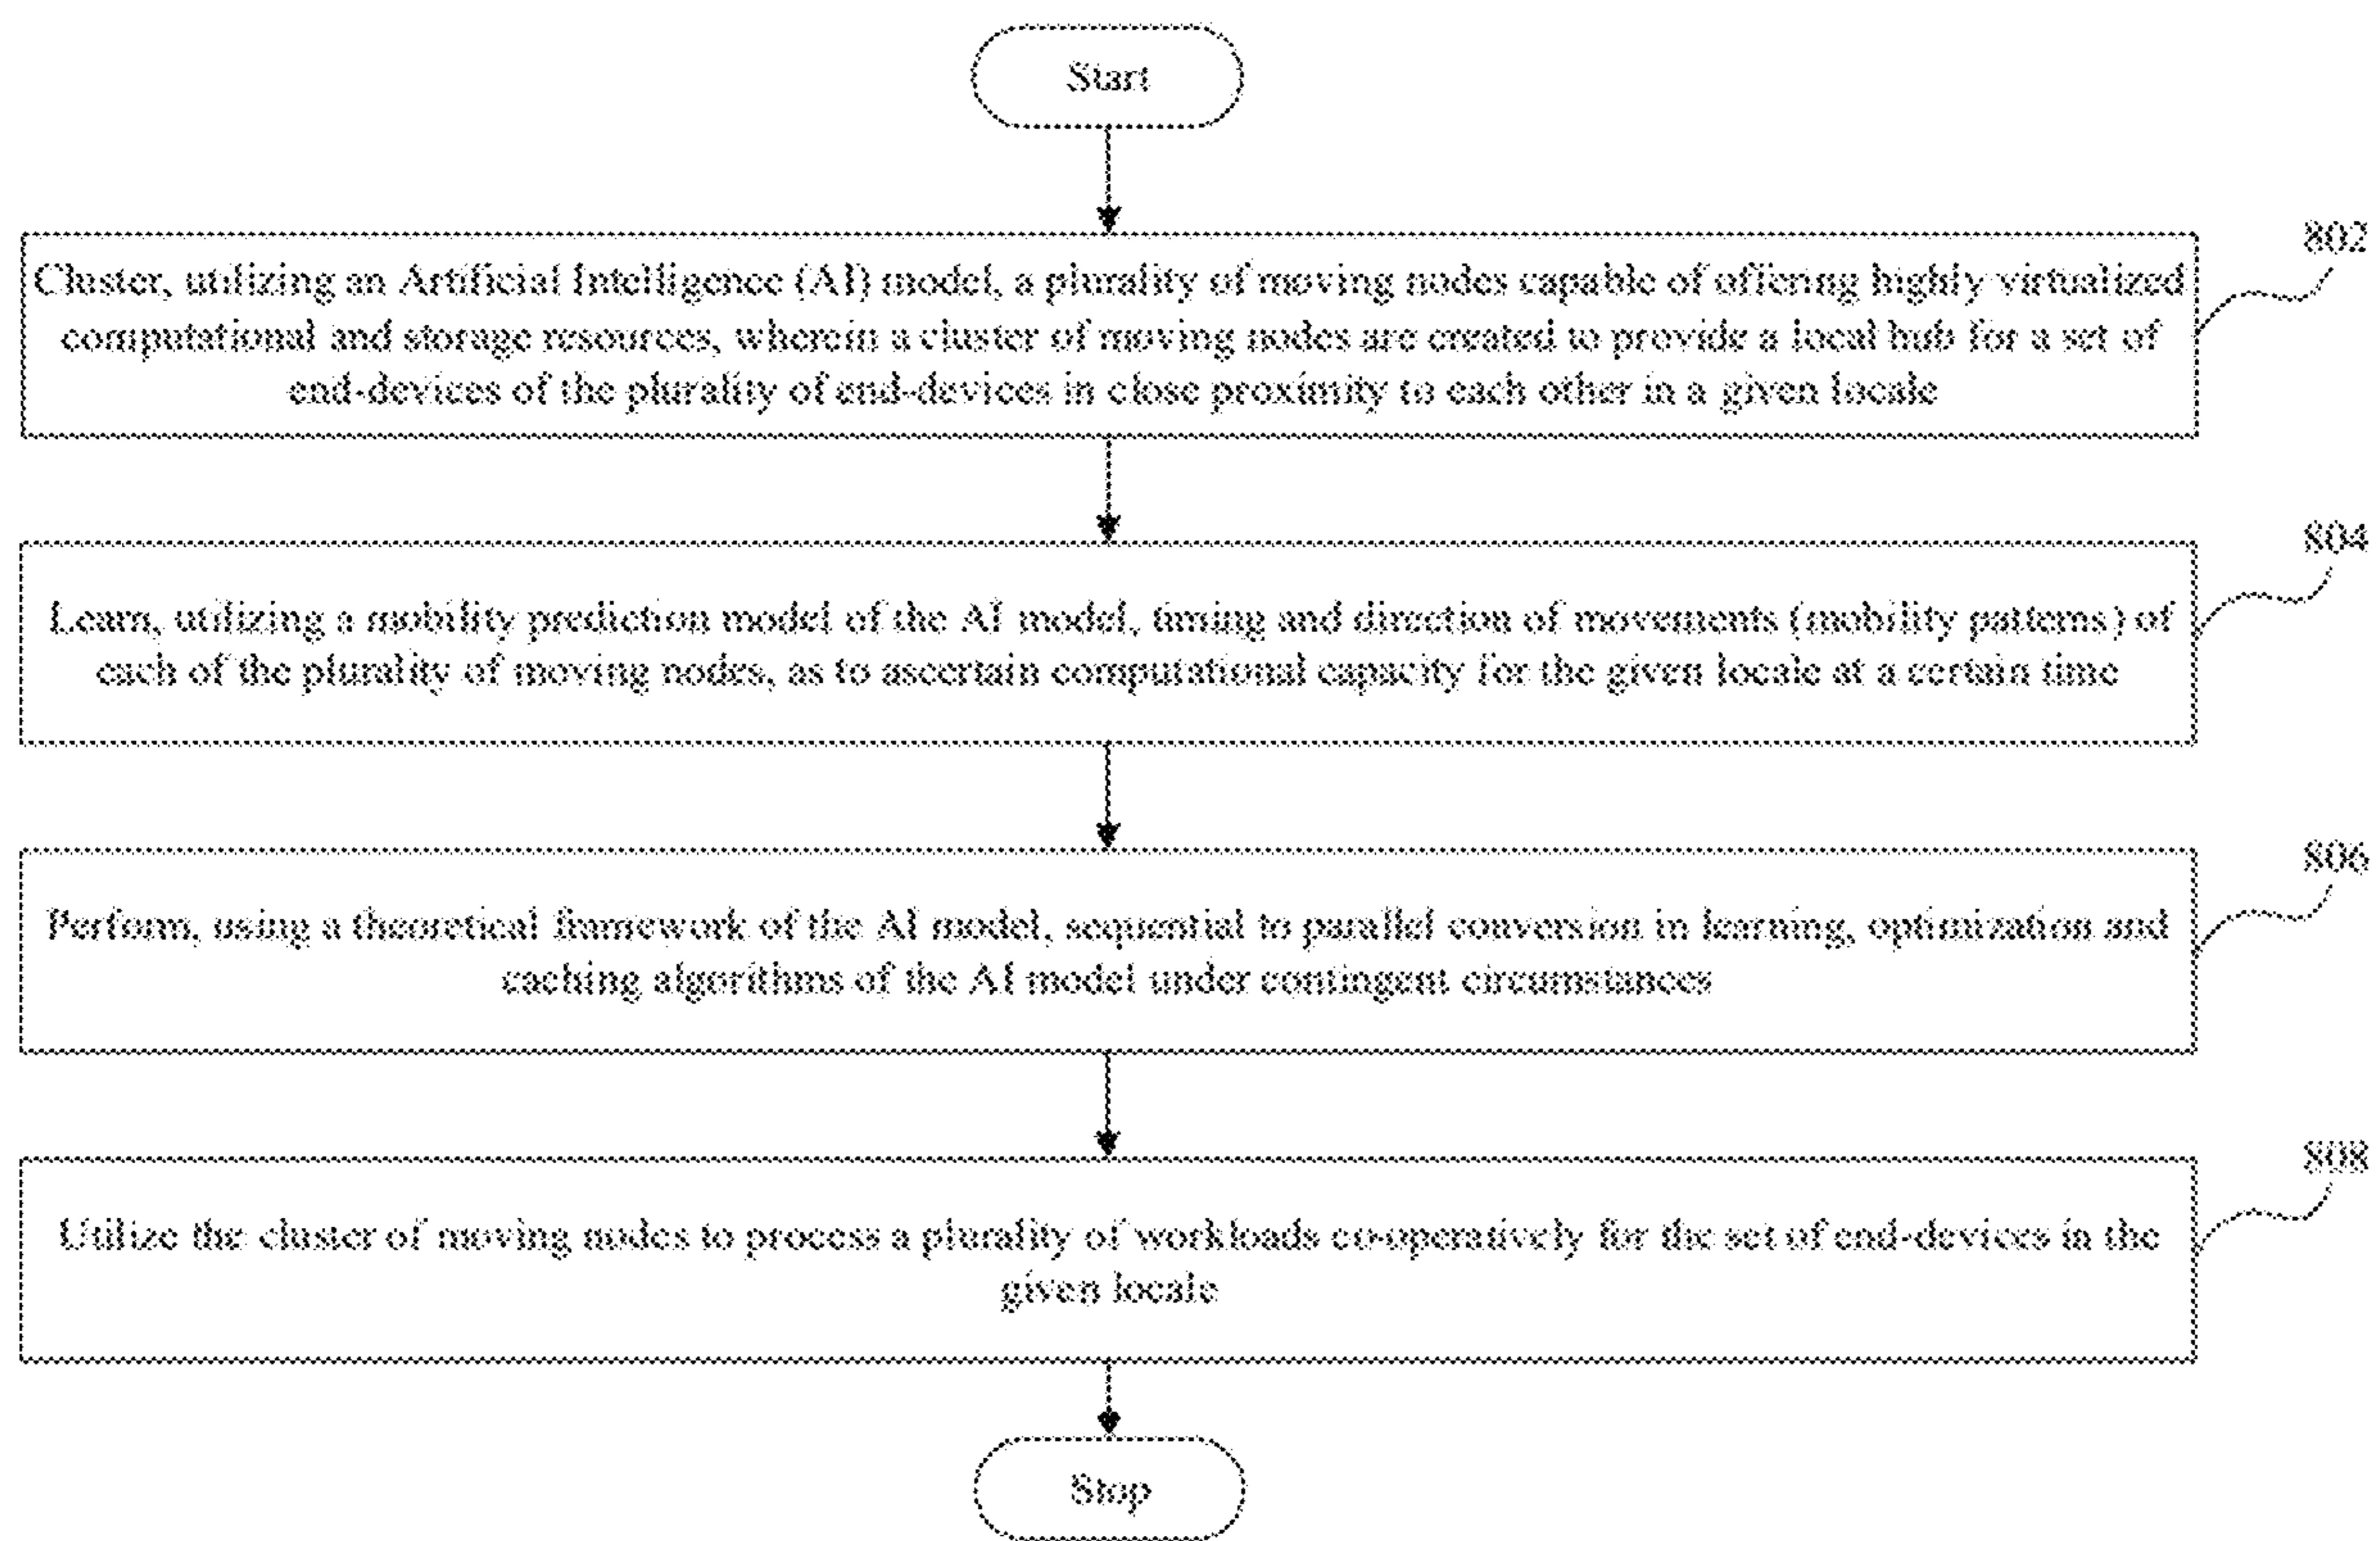 Start
802
Cluster, utilizing an Artificial Intelligence (AI) model, a plurality of moving nodes capable of offering highly virtualized
computational and storage resources, wherein a cluster of moving nodes are created to provide a local hub for a set of
end-devices of the plurality of end-devices in close proximity to each other in a given locale
804
Learn, utilizing a mobility prediction model of the AI model, timing and direction of movements (mobility patterns) of
each of the plurality of moving nodes, as to ascertain computational capacity for the given locale at a certain time
806
Perform, using a theoretical framework of the AI model, sequential to parallel conversion in learning, optimization and
caching algorithms of the AI model under contingent circumstances
808
Utilize the cluster of moving nodes to process a plurality of workloads co-operatively for the set of end-devices in the
given locale
Stop